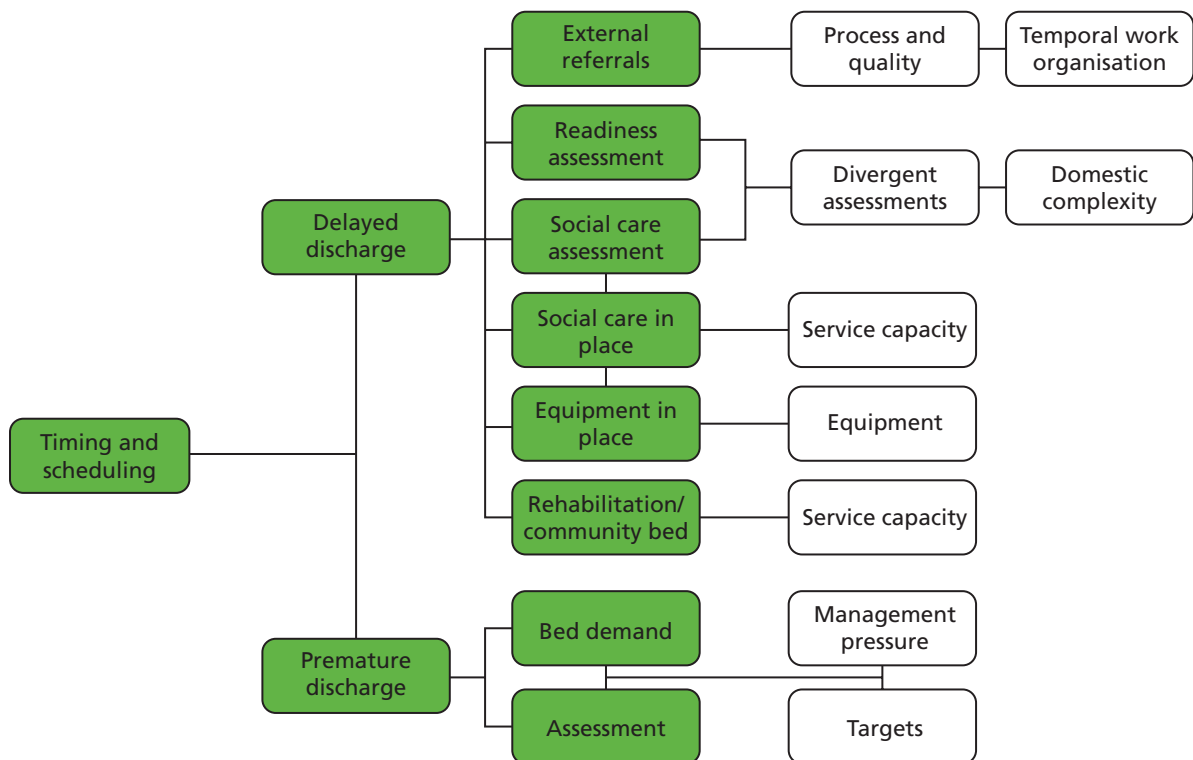 External
referrals
Process and
quality
Temporal work
organisation
Readiness
assessment
Divergent
assessments
Domestic
complexity
Delayed
discharge
Social care
assessment
Social care in
place
Service capacity
Equipment in
place
Equipment
Timing and
scheduling
Rehabilitation/
community bed
Service capacity
Bed demand
Management
pressure
Premature
discharge
Assessment
Targets